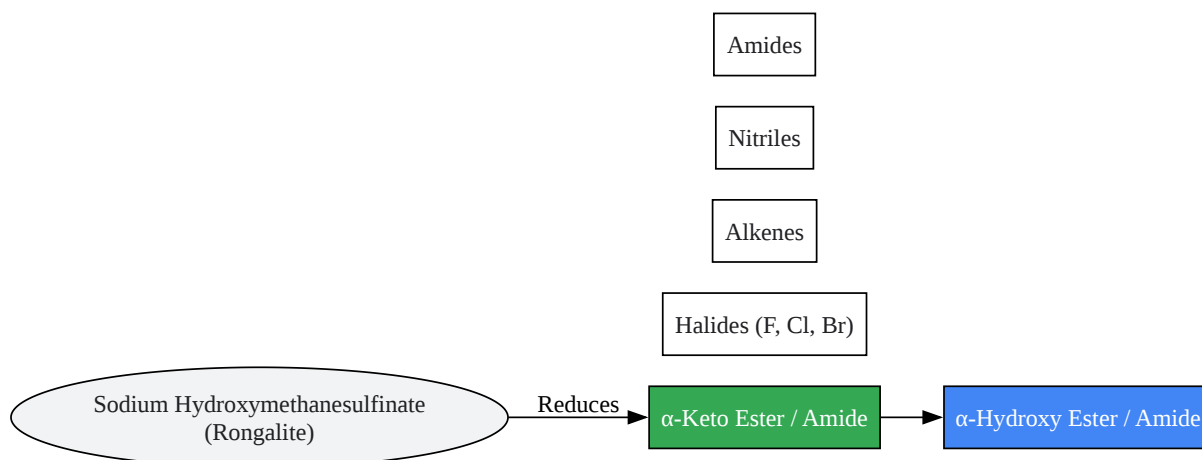 Amides
Nitriles
Alkenes
Halides (F, Cl, Br)
Sodium Hydroxymethanesulfinate
(Rongalite)
Reduces
α-Keto Ester / Amide
α-Hydroxy Ester / Amide